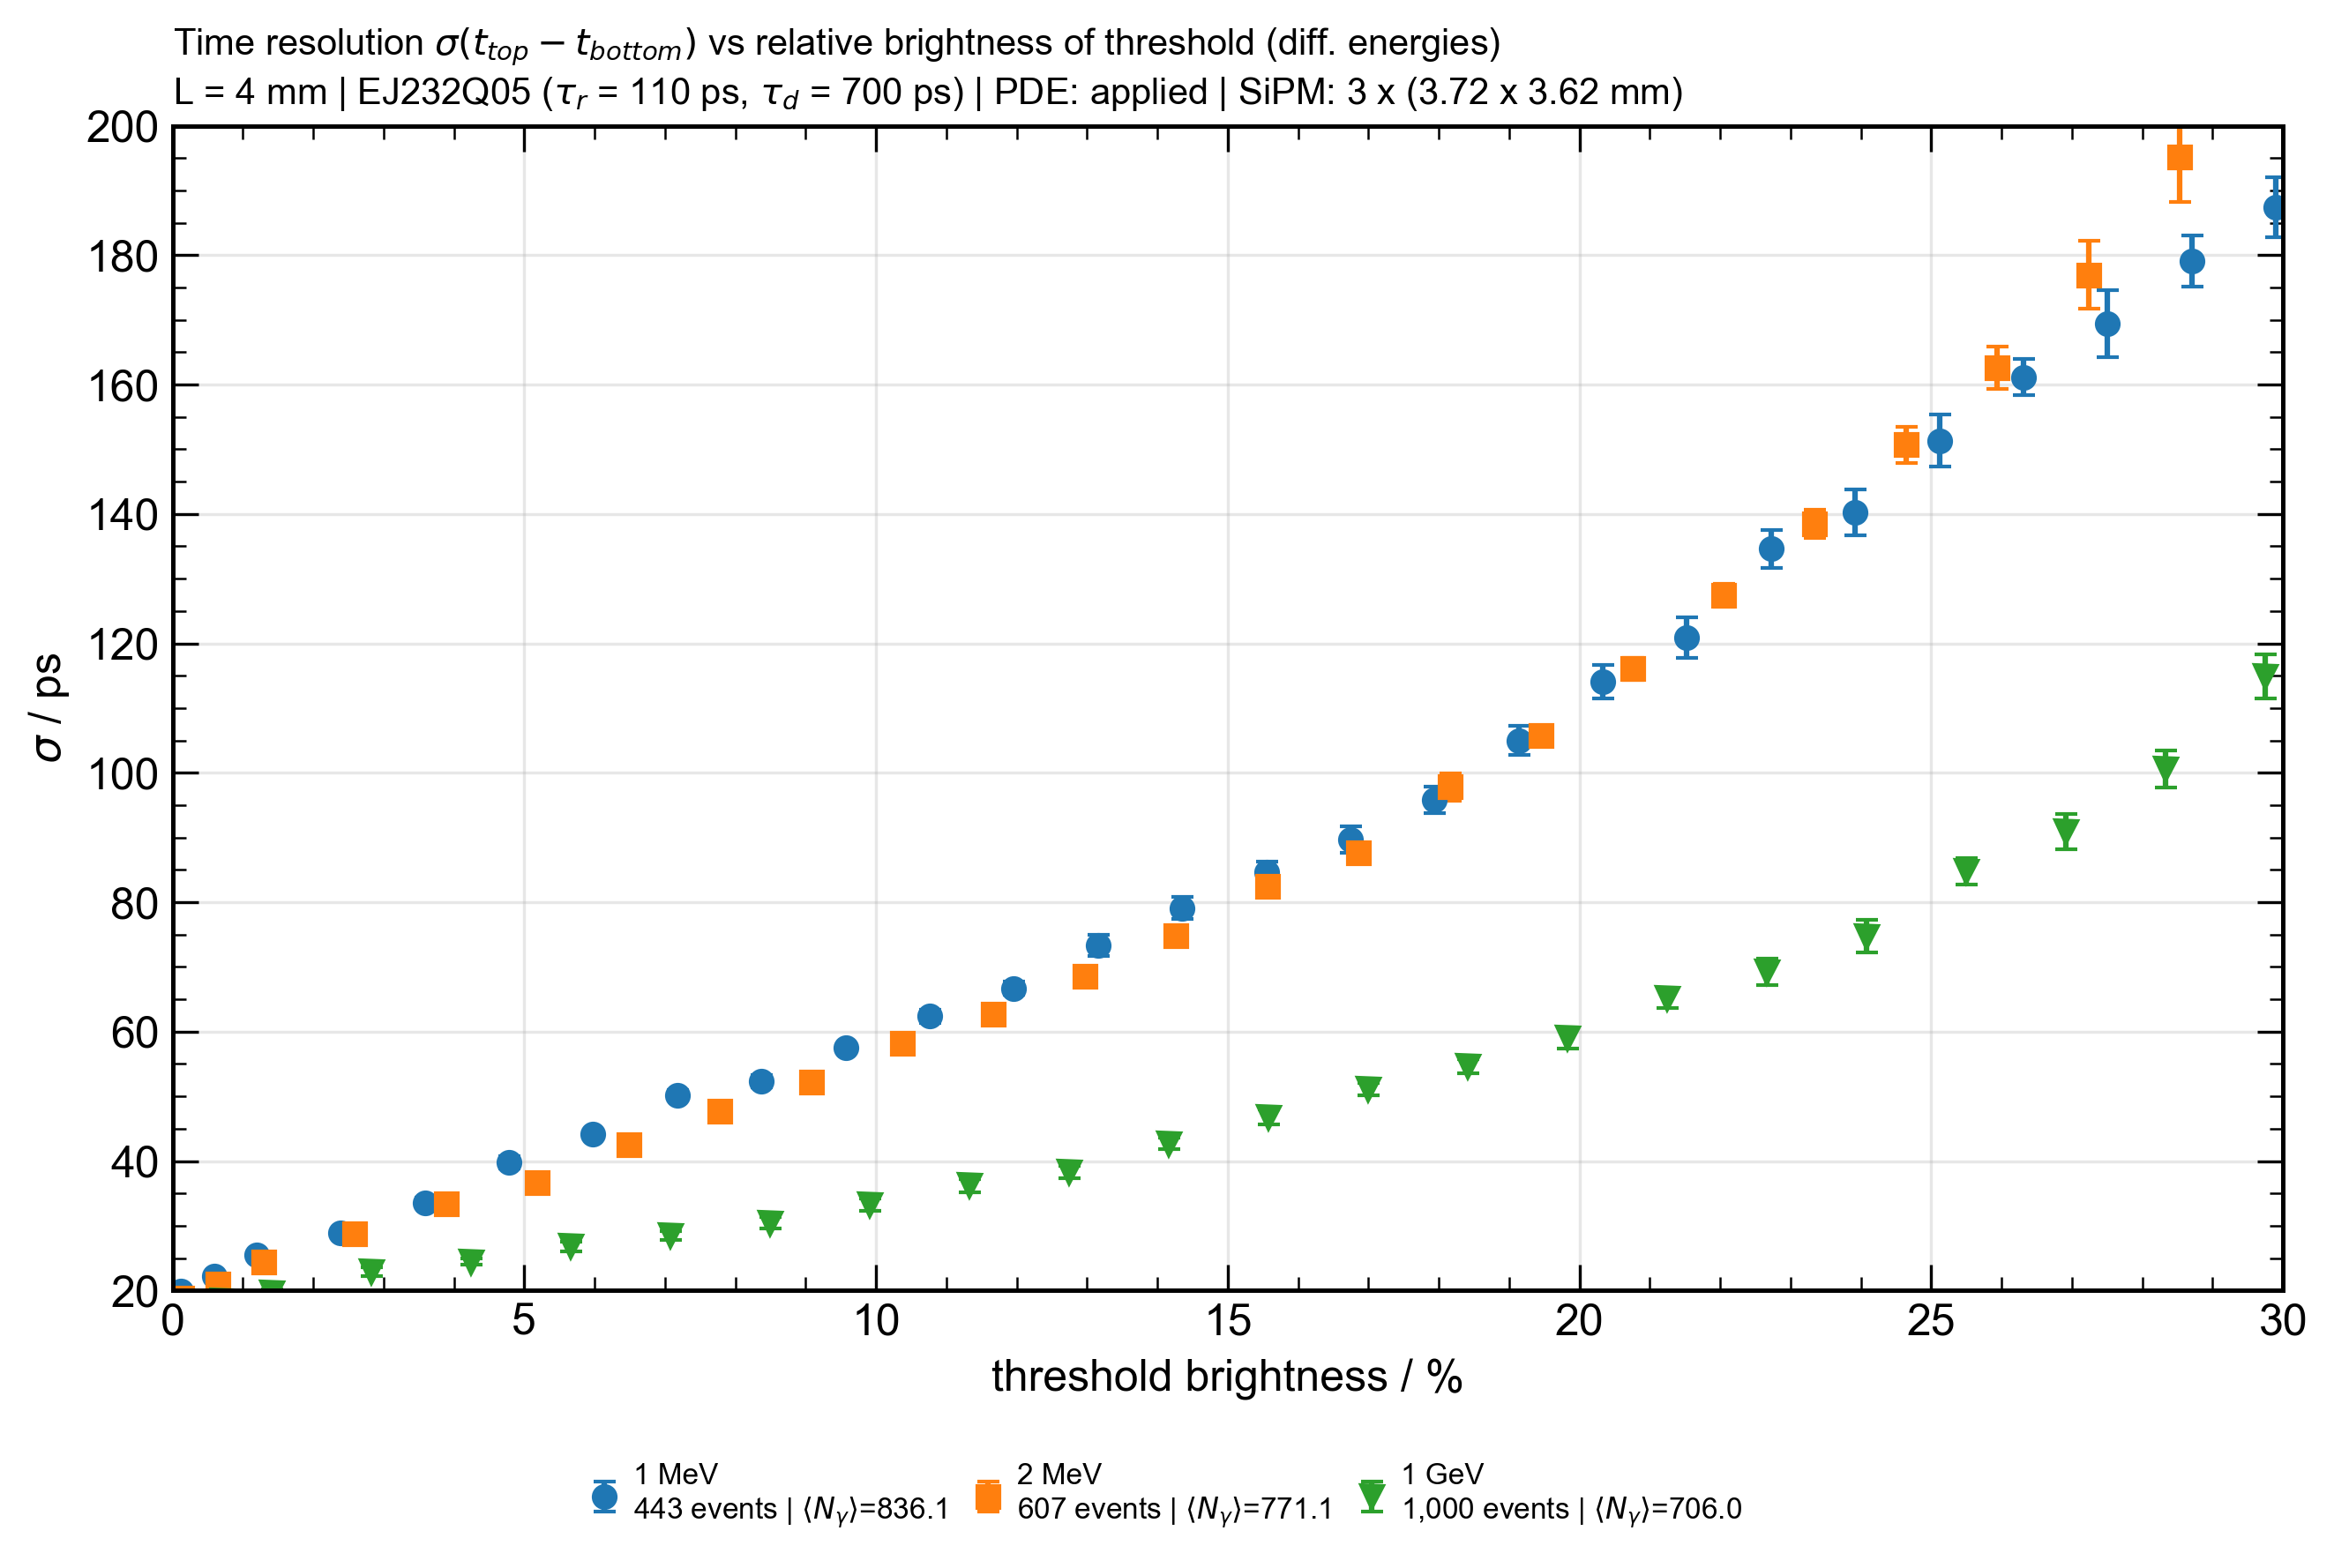 Time resolution σ(t_top − t_bottom) vs relative brightness of threshold (diff. energies)
L = 4 mm | EJ232Q05 (τ_r = 110 ps, τ_d = 700 ps) | PDE: applied | SiPM: 3 x (3.72 x 3.62 mm)
200
180
160
140
120
100
80
60
40
20
σ / ps
0 5 10 15 20 25 30
threshold brightness / %
1 MeV
443 events | ⟨N_γ⟩=836.1
2 MeV
607 events | ⟨N_γ⟩=771.1
1 GeV
1,000 events | ⟨N_γ⟩=706.0